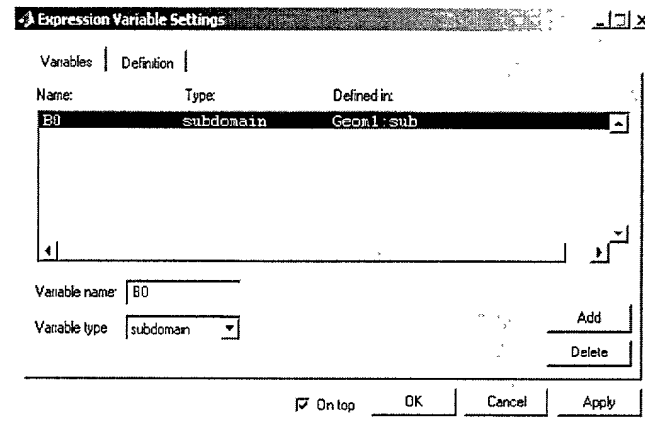 Expression Variable Settings
Variables Definition
Name: Type: Defined in:
B0 subdomain Geom1:sub
Variable name: B0
Variable type subdomain
Add
Delete
On top OK Cancel Apply